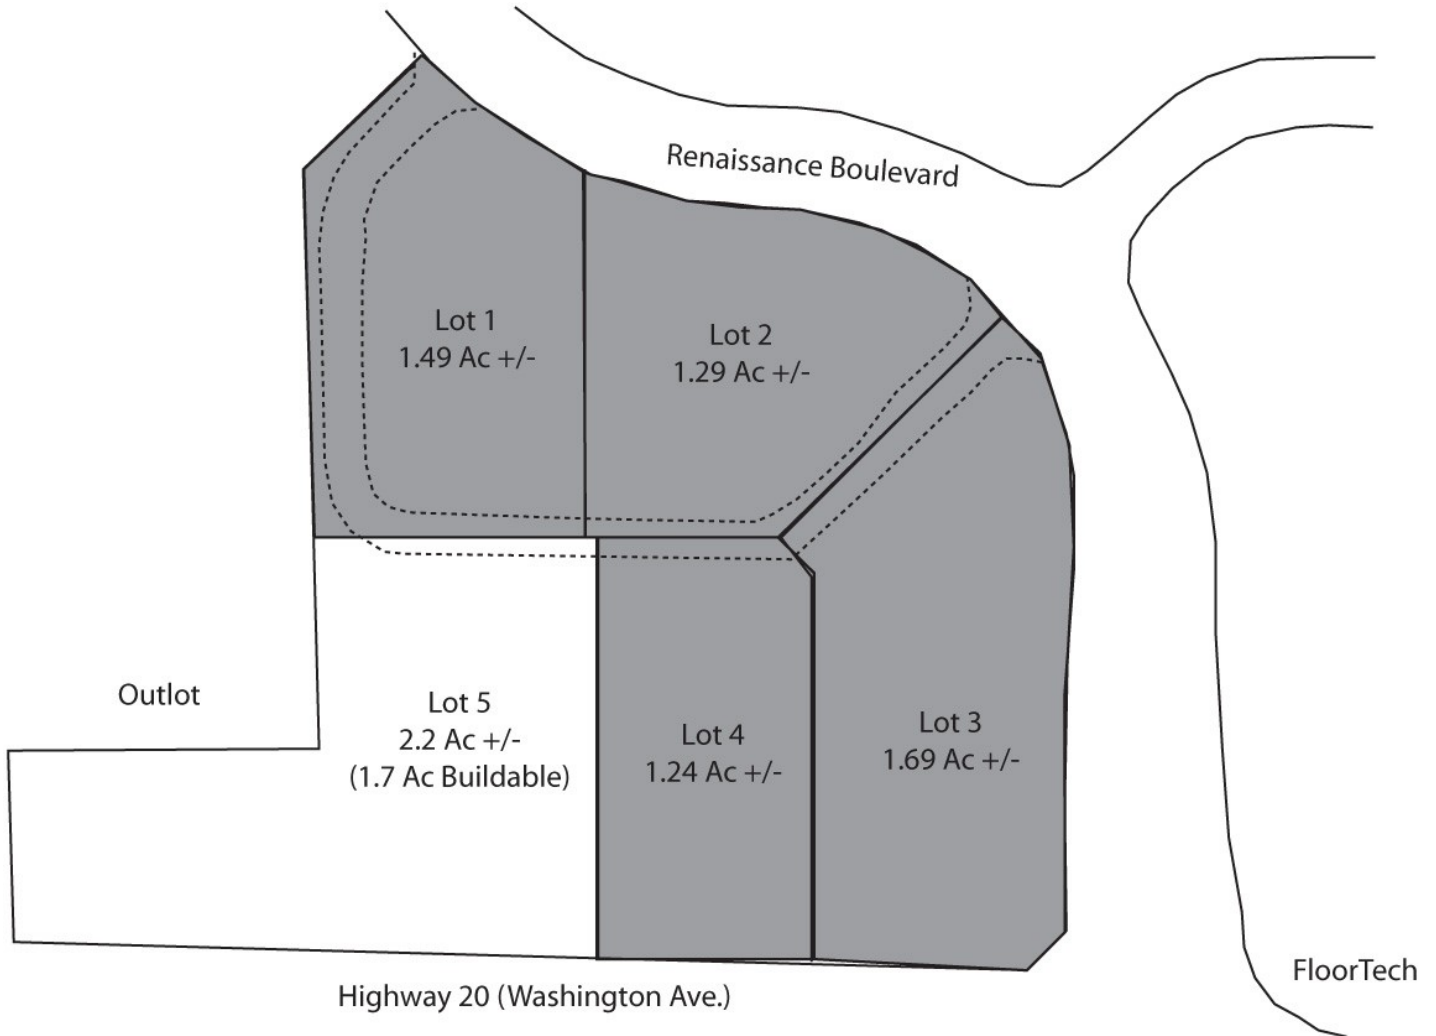 Renaissance Boulevard
Lot 1
1.49 Ac +/-
Lot 2
1.29 Ac +/-
Outlot
Lot 5
2.2 Ac +/-
(1.7 Ac Buildable)
Lot 4
1.24 Ac +/-
Lot 3
1.69 Ac +/-
FloorTech
Highway 20 (Washington Ave.)